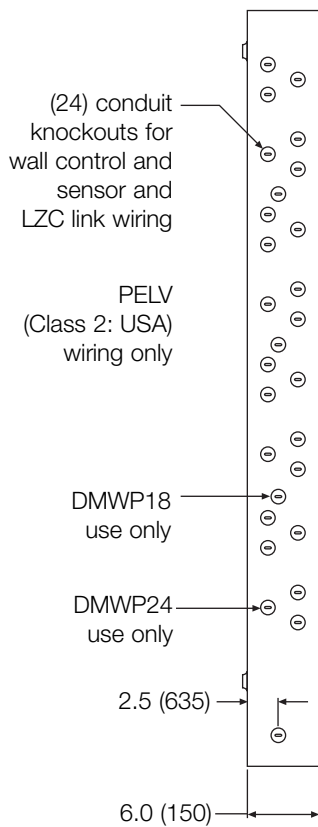 (24) conduit
knockouts for
wall control and
sensor and
LZC link wiring
PELV
(Class 2: USA)
wiring only
DMWP18
use only
DMWP24
use only
2.5 (635)
6.0 (150)